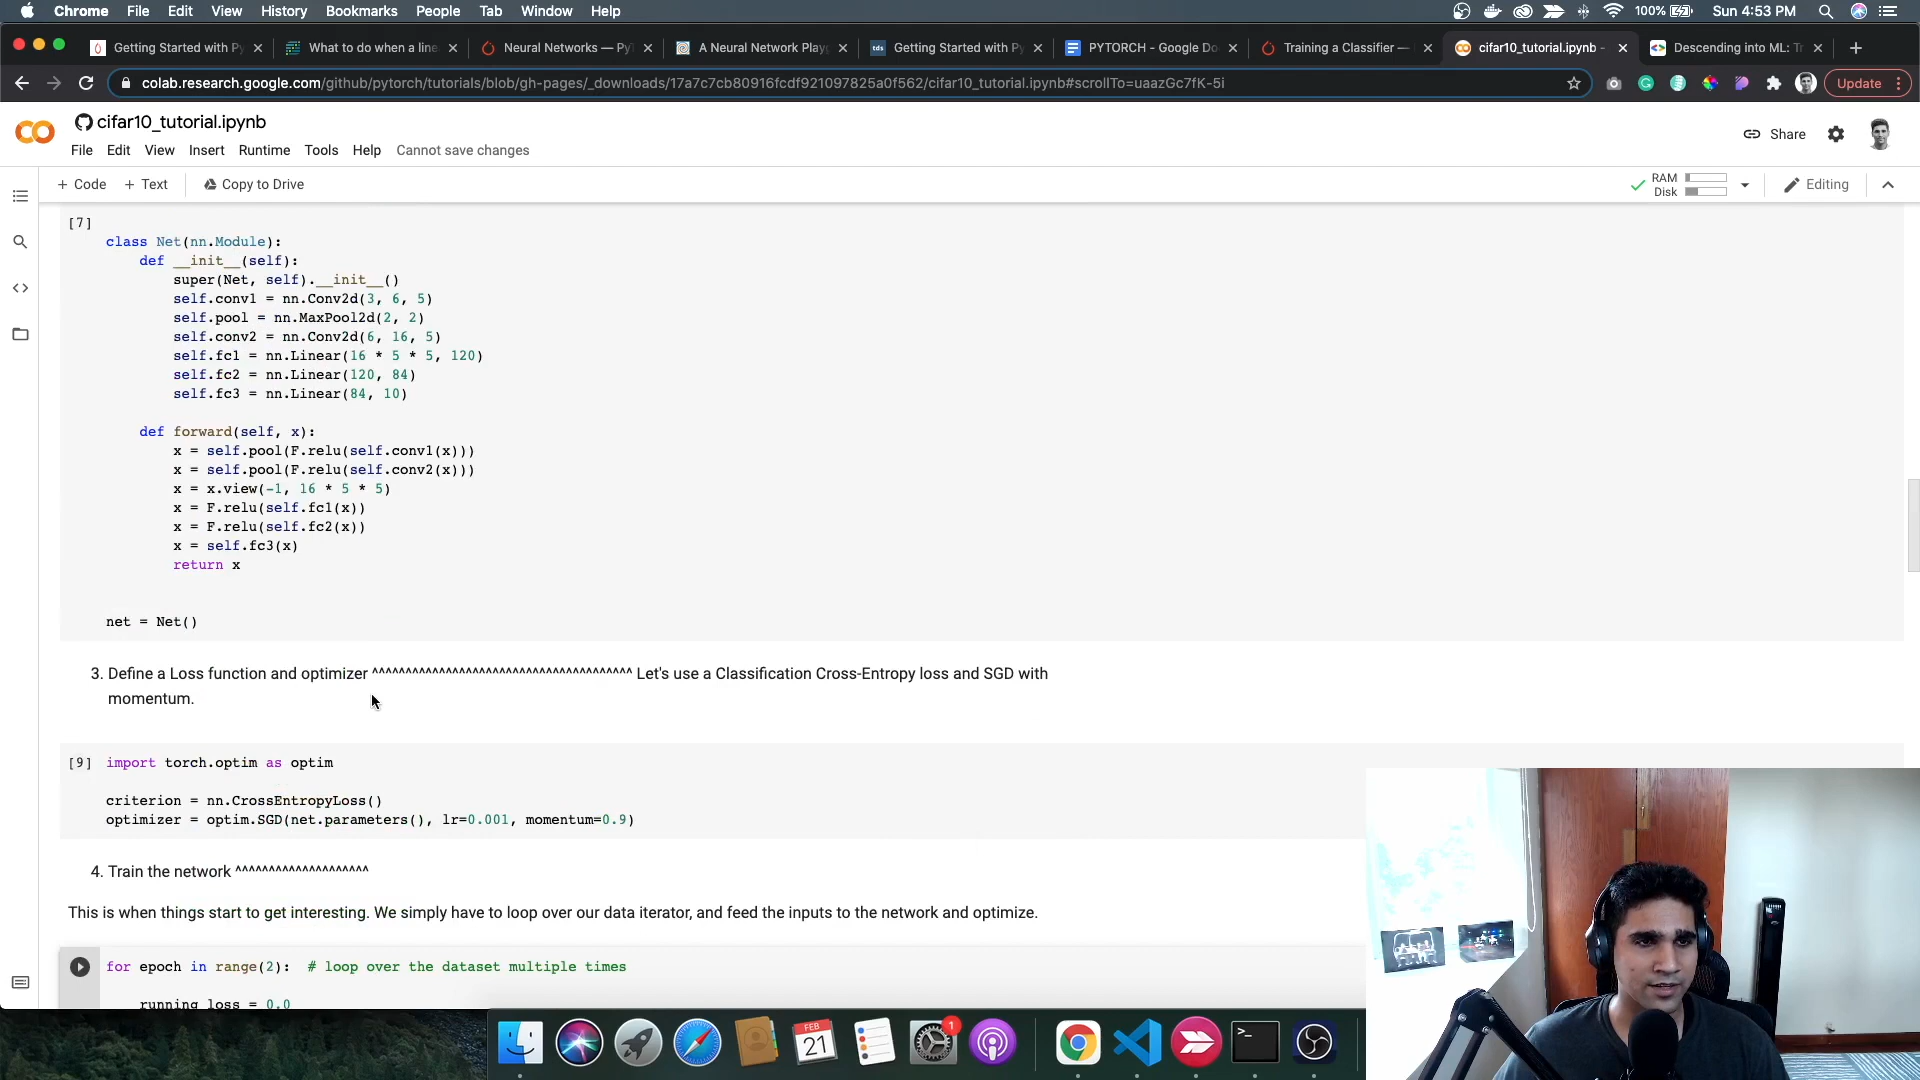 Chrome File Edit View History Bookmarks People Tab Window Help 100% Sun 4:53 PM
Getting Started with Py
What to do when a line
Neural Networks — PyT
A Neural Network Playg
Getting Started with Py
PYTORCH - Google Do
Training a Classifier —
cifar10_tutorial.ipynb -
Descending into ML: Tr
colab.research.google.com/github/pytorch/tutorials/blob/gh-pages/_downloads/17a7c7cb80916fcdf921097825a0f562/cifar10_tutorial.ipynb#scrollTo=uaazGc7fK-5i
Update
cifar10_tutorial.ipynb
Share
File Edit View Insert Runtime Tools Help Cannot save changes
+ Code + Text Copy to Drive
RAM
Disk
Editing
[7]
class Net(nn.Module):
def __init__(self):
super(Net, self).__init__()
self.conv1 = nn.Conv2d(3, 6, 5)
self.pool = nn.MaxPool2d(2, 2)
self.conv2 = nn.Conv2d(6, 16, 5)
self.fc1 = nn.Linear(16 * 5 * 5, 120)
self.fc2 = nn.Linear(120, 84)
self.fc3 = nn.Linear(84, 10)
def forward(self, x):
x = self.pool(F.relu(self.conv1(x)))
x = self.pool(F.relu(self.conv2(x)))
x = x.view(-1, 16 * 5 * 5)
x = F.relu(self.fc1(x))
x = F.relu(self.fc2(x))
x = self.fc3(x)
return x
net = Net()
3. Define a Loss function and optimizer ^^^^^^^^^^^^^^^^^^^^^^^^^^^^^^^^^^^^^^^ Let's use a Classification Cross-Entropy loss and SGD with
momentum.
[9] import torch.optim as optim
criterion = nn.CrossEntropyLoss()
optimizer = optim.SGD(net.parameters(), lr=0.001, momentum=0.9)
4. Train the network ^^^^^^^^^^^^^^^^^^^^
This is when things start to get interesting. We simply have to loop over our data iterator, and feed the inputs to the network and optimize.
for epoch in range(2):  # loop over the dataset multiple times
running_loss = 0.0
FEB
21
1